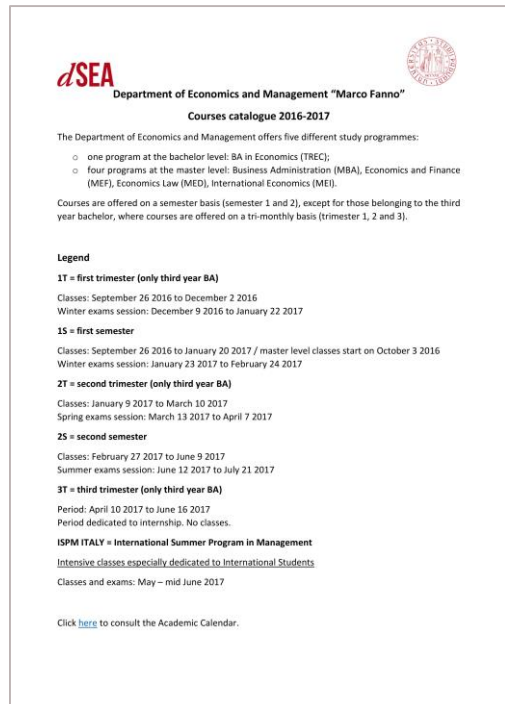 dSEA
Department of Economics and Management “Marco Fanno”
Courses catalogue 2016-2017
The Department of Economics and Management offers five different study programmes:
o one program at the bachelor level: BA in Economics (TREC);
o four programs at the master level: Business Administration (MBA), Economics and Finance
(MEF), Economics Law (MED), International Economics (MEI).
Courses are offered on a semester basis (semester 1 and 2), except for those belonging to the third
year bachelor, where courses are offered on a tri-monthly basis (trimester 1, 2 and 3).
Legend
1T = first trimester (only third year BA)
Classes: September 26 2016 to December 2 2016
Winter exams session: December 9 2016 to January 22 2017
1S = first semester
Classes: September 26 2016 to January 20 2017 / master level classes start on October 3 2016
Winter exams session: January 23 2017 to February 24 2017
2T = second trimester (only third year BA)
Classes: January 9 2017 to March 10 2017
Spring exams session: March 13 2017 to April 7 2017
2S = second semester
Classes: February 27 2017 to June 9 2017
Summer exams session: June 12 2017 to July 21 2017
3T = third trimester (only third year BA)
Period: April 10 2017 to June 16 2017
Period dedicated to internship. No classes.
ISPM ITALY = International Summer Program in Management
Intensive classes especially dedicated to International Students
Classes and exams: May – mid June 2017
Click here to consult the Academic Calendar.